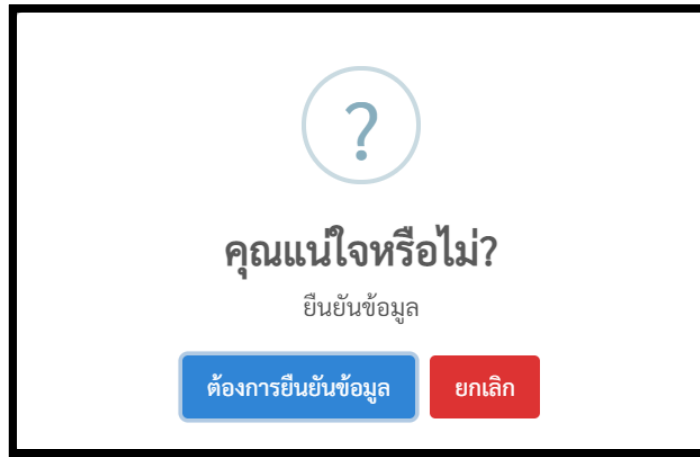 ?
คุณแน่ใจหรือไม่?
ยืนยันข้อมูล
ต้องการยืนยันข้อมูล ยกเลิก